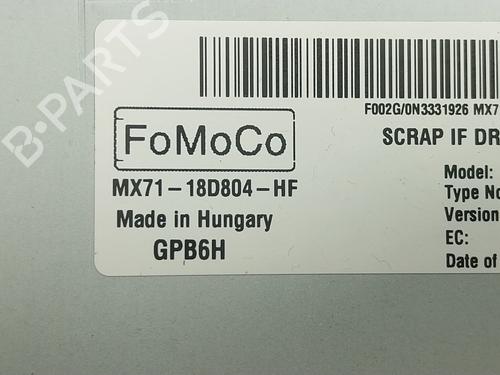 B-PARTS
F002G/0N3331926 MX7
FoMoCo
SCRAP IF DR
MX71-18D804-HF
Model:
Made in Hungary
Type No
Version
GPB6H
EC:
Date of